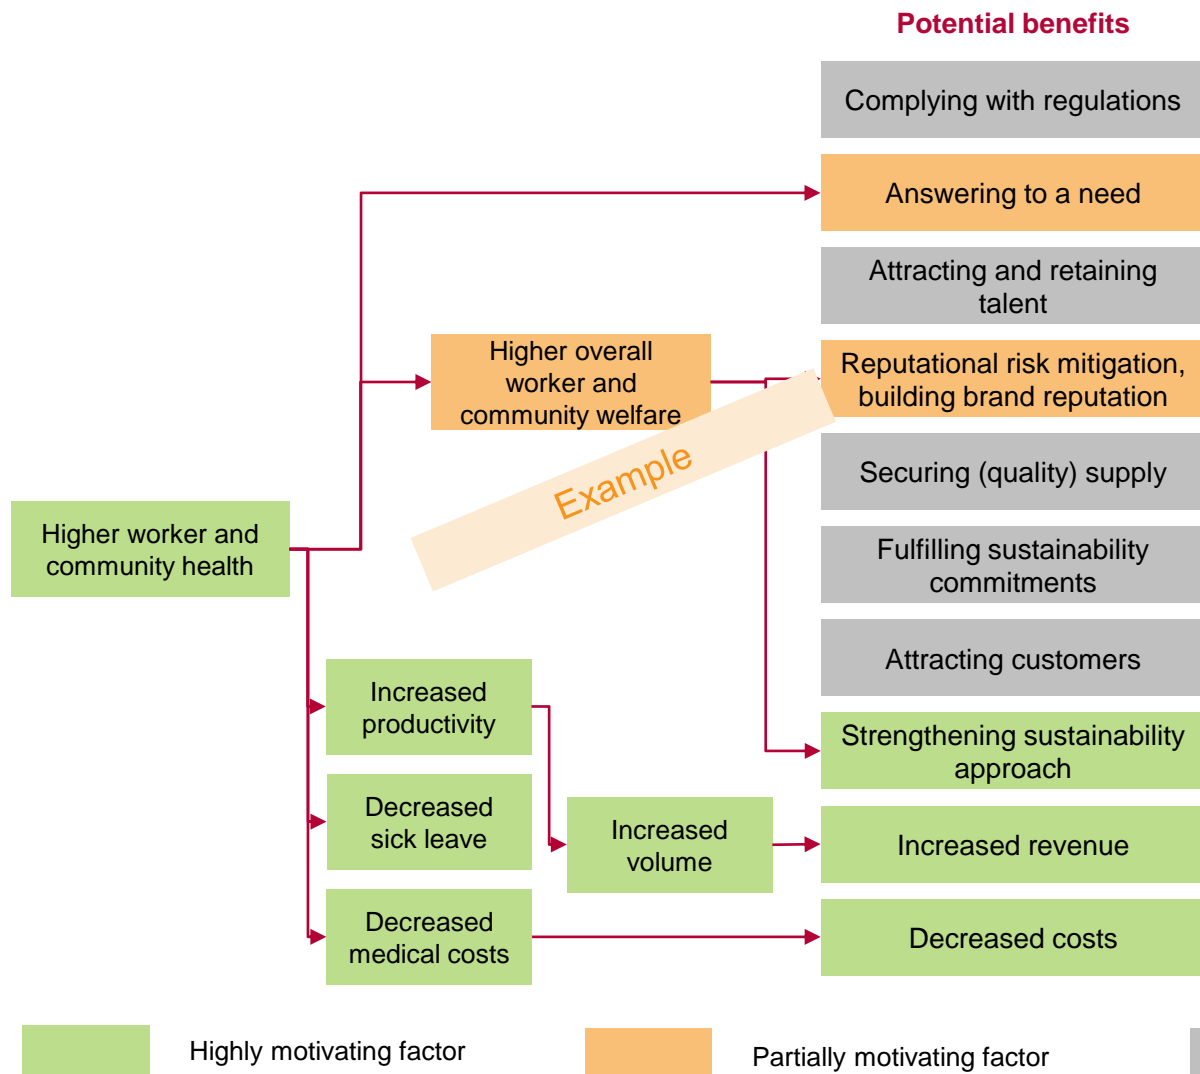 Potential benefits
Complying with regulations
Answering to a need
Attracting and retaining
talent
Higher overall
worker and
community welfare
Reputational risk mitigation,
building brand reputation
Example
Securing (quality) supply
Higher worker and
community health
Fulfilling sustainability
commitments
Attracting customers
Increased
productivity
Strengthening sustainability
approach
Decreased
sick leave
Increased
volume
Increased revenue
Decreased
medical costs
Decreased costs
Highly motivating factor
Partially motivating factor